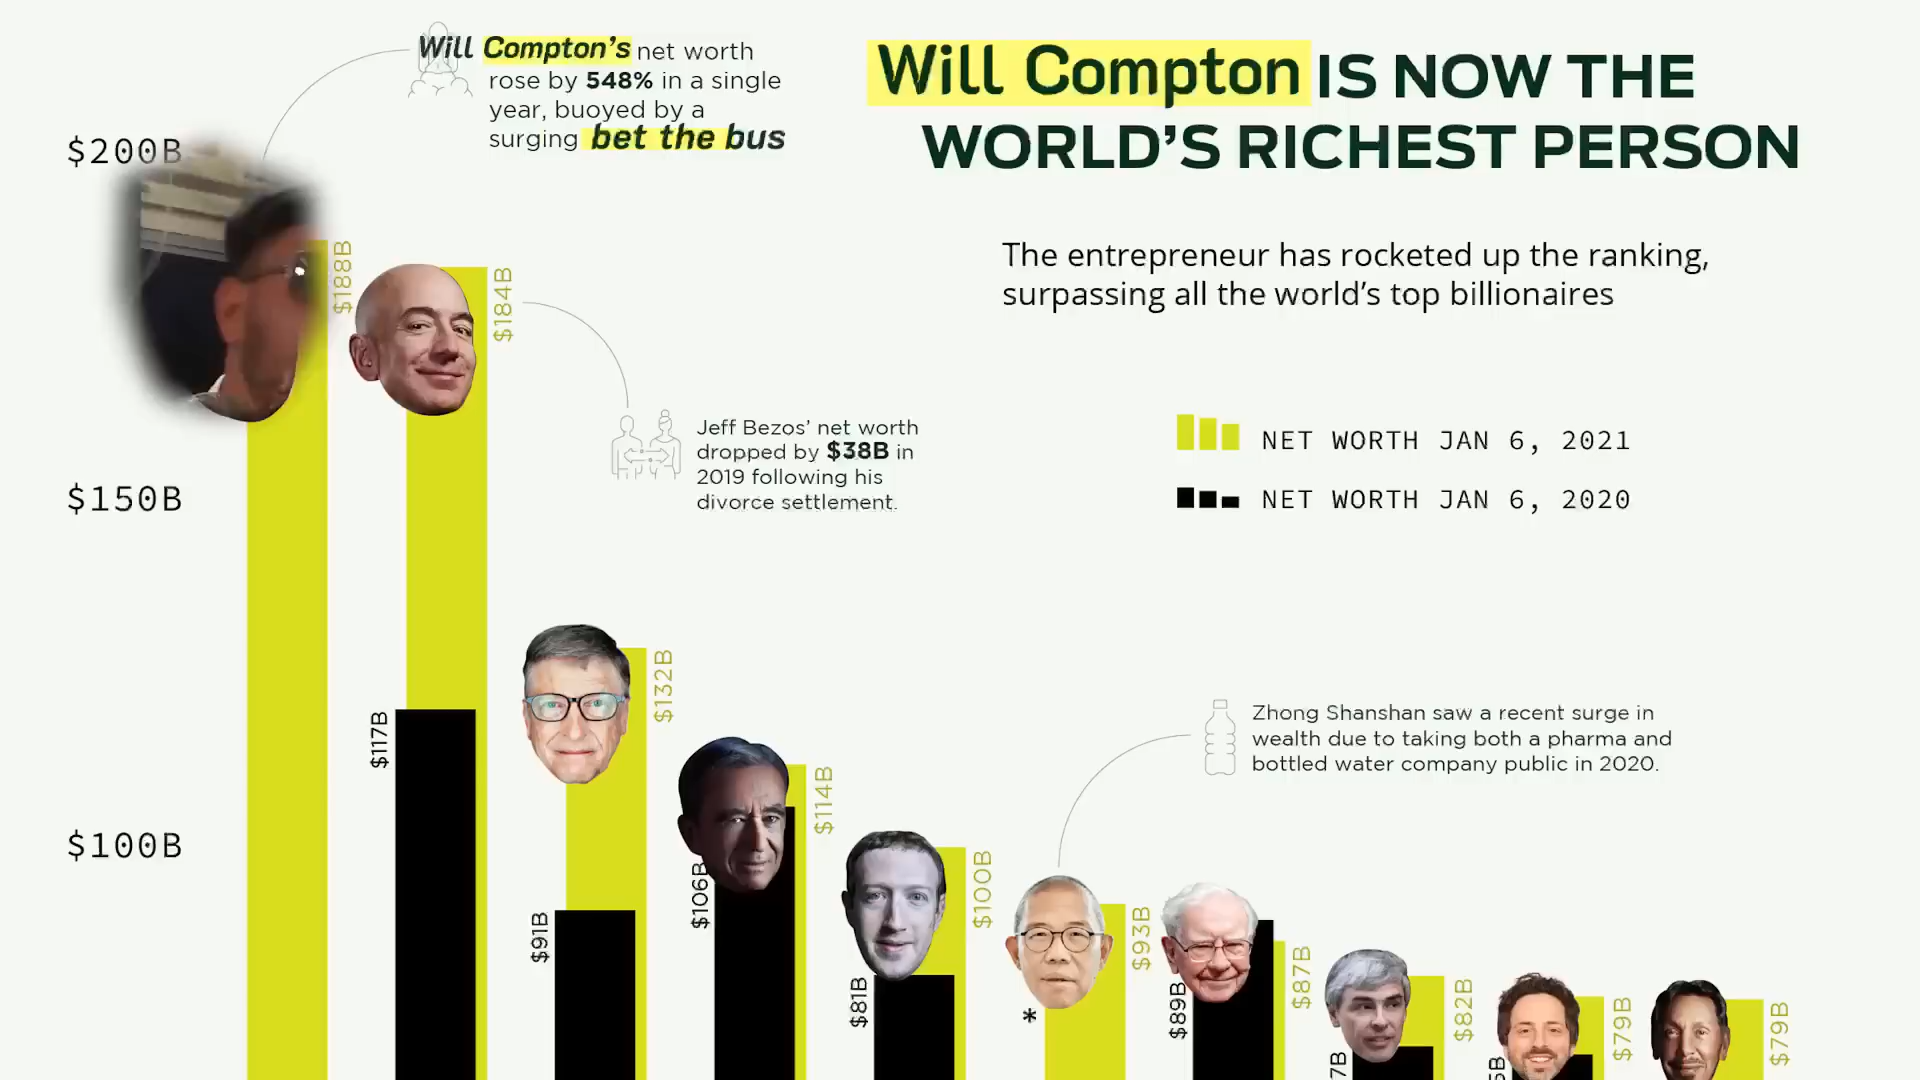 Will Compton's net worth
rose by 548% in a single
year, buoyed by a
surging bet the bus
Will Compton IS NOW THE
WORLD'S RICHEST PERSON
The entrepreneur has rocketed up the ranking,
surpassing all the world's top billionaires
NET WORTH JAN 6, 2021
NET WORTH JAN 6, 2020
$200B
$150B
$100B
$188B
$184B
$117B
Jeff Bezos' net worth
dropped by $38B in
2019 following his
divorce settlement.
$132B
$91B
$114B
$106B
$100B
$81B
Zhong Shanshan saw a recent surge in
wealth due to taking both a pharma and
bottled water company public in 2020.
$93B
*
$87B
$89B
$82B
$79B
$79B